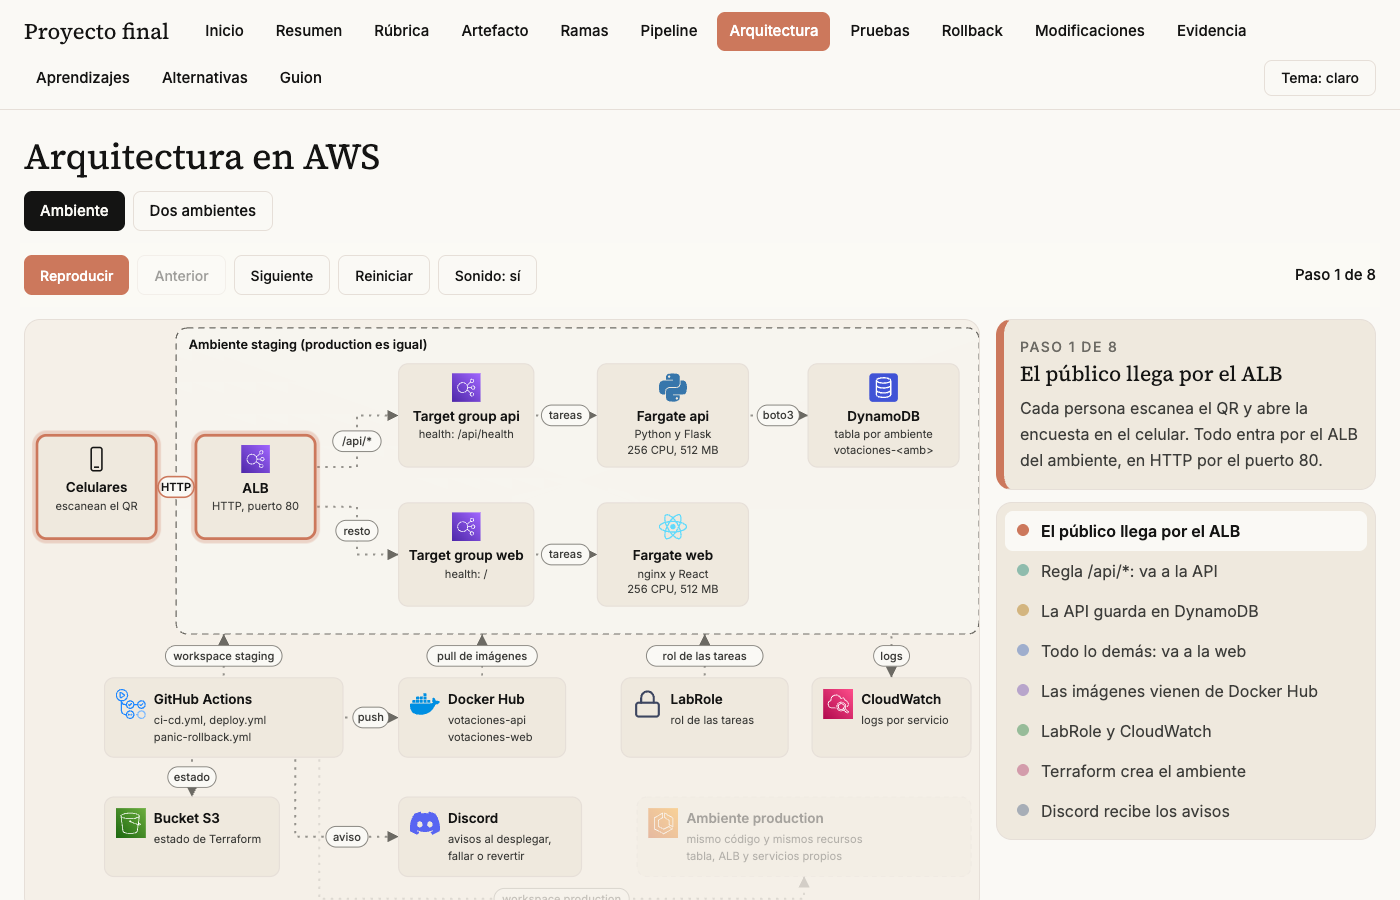 Proyecto final
Inicio
Resumen
Rúbrica
Artefacto
Ramas
Pipeline
Arquitectura
Pruebas
Rollback
Modificaciones
Evidencia
Aprendizajes
Alternativas
Guion
Tema: claro
Arquitectura en AWS
Ambiente
Dos ambientes
Reproducir
Anterior
Siguiente
Reiniciar
Sonido: sí
Paso 1 de 8
Ambiente staging (production es igual)
Celulares
escanean el QR
HTTP
ALB
HTTP, puerto 80
/api/*
resto
Target group api
health: /api/health
tareas
Fargate api
Python y Flask
256 CPU, 512 MB
boto3
DynamoDB
tabla por ambiente
votaciones-<amb>
Target group web
health: /
tareas
Fargate web
nginx y React
256 CPU, 512 MB
workspace staging
pull de imágenes
rol de las tareas
logs
GitHub Actions
ci-cd.yml, deploy.yml
panic-rollback.yml
push
Docker Hub
votaciones-api
votaciones-web
LabRole
rol de las tareas
CloudWatch
logs por servicio
estado
Bucket S3
estado de Terraform
aviso
Discord
avisos al desplegar,
fallar o revertir
Ambiente production
mismo código y mismos recursos
tabla, ALB y servicios propios
workspace production
PASO 1 DE 8
El público llega por el ALB
Cada persona escanea el QR y abre la
encuesta en el celular. Todo entra por el ALB
del ambiente, en HTTP por el puerto 80.
El público llega por el ALB
Regla /api/*: va a la API
La API guarda en DynamoDB
Todo lo demás: va a la web
Las imágenes vienen de Docker Hub
LabRole y CloudWatch
Terraform crea el ambiente
Discord recibe los avisos